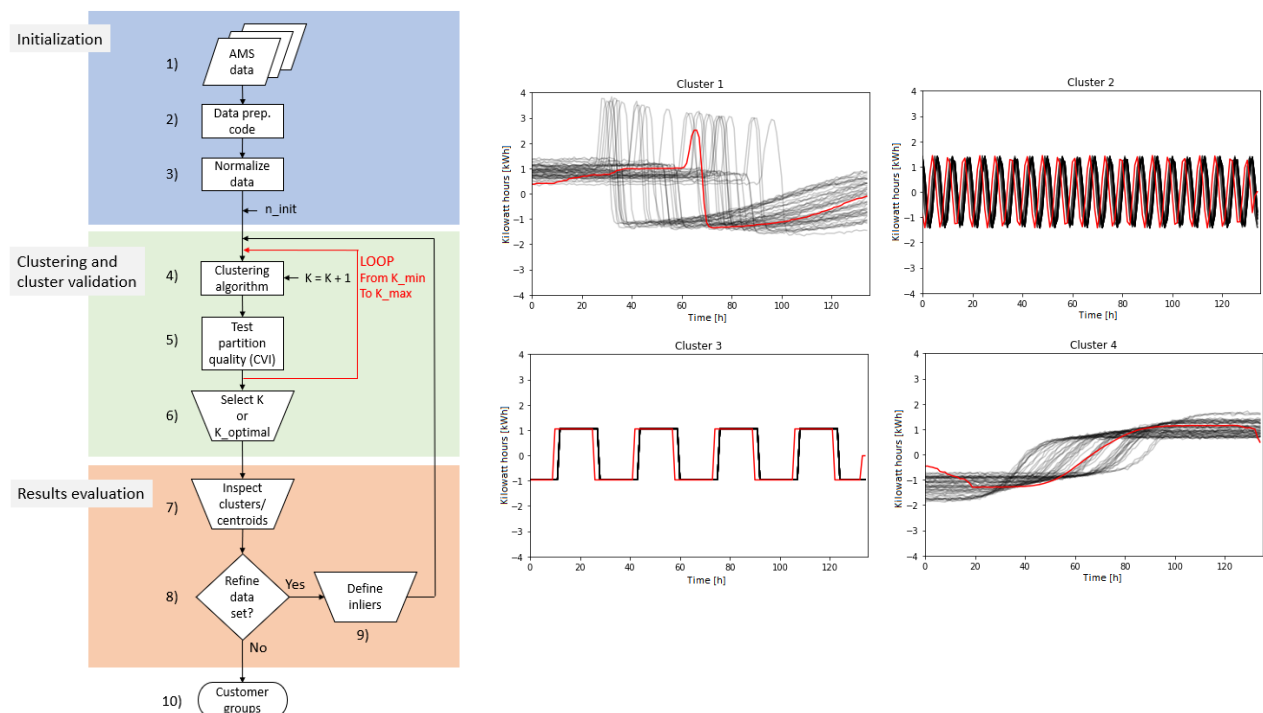 Initialization
1)
AMS
data
2)
Data prep.
code
3)
Normalize
data
n_init
Clustering and
cluster validation
4)
Clustering
algorithm
K = K + 1
LOOP
From K_min
To K_max
5)
Test
partition
quality (CVI)
6)
Select K
or
K_optimal
Results evaluation
7)
Inspect
clusters/
centroids
8)
Refine
data
set?
Yes
Define
inliers
9)
No
10)
Customer
groups
Cluster 1
Kilowatt hours [kWh]
4
3
2
1
0
−1
−2
−3
−4
0 20 40 60 80 100 120
Time [h]
Cluster 2
Kilowatt hours [kWh]
4
3
2
1
0
−1
−2
−3
−4
0 20 40 60 80 100 120
Time [h]
Cluster 3
Kilowatt hours [kWh]
4
3
2
1
0
−1
−2
−3
−4
0 20 40 60 80 100 120
Time [h]
Cluster 4
Kilowatt hours [kWh]
4
3
2
1
0
−1
−2
−3
−4
0 20 40 60 80 100 120
Time [h]